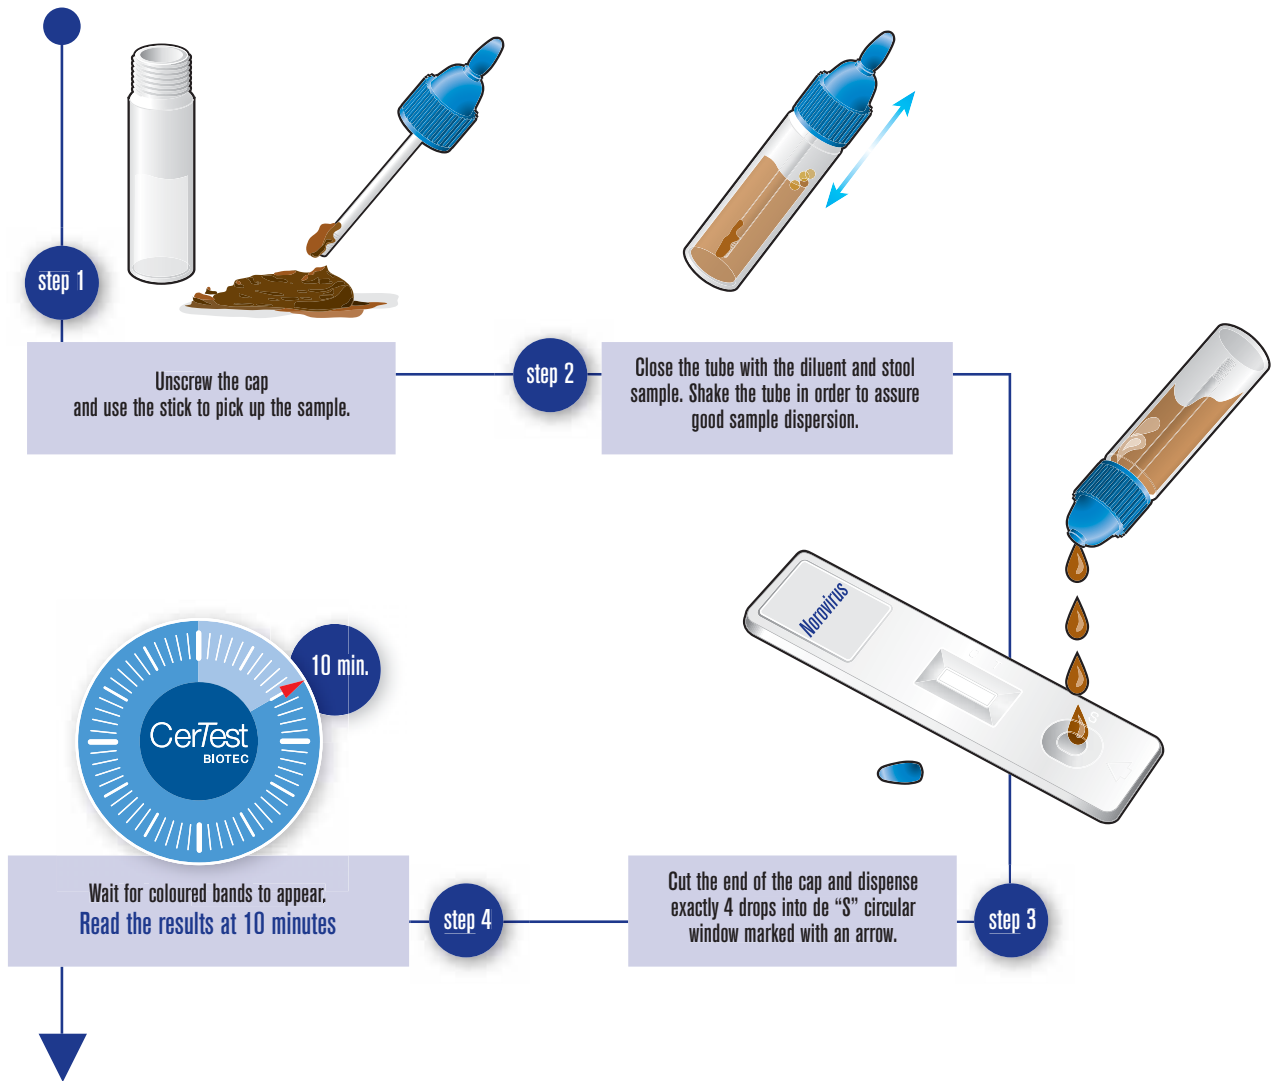 step 1
Unscrew the cap
and use the stick to pick up the sample.
step 2
Close the tube with the diluent and stool
sample. Shake the tube in order to assure
good sample dispersion.
Norovirus
S
step 3
Cut the end of the cap and dispense
exactly 4 drops into de “S” circular
window marked with an arrow.
10 min.
CerTest
BIOTEC
step 4
Wait for coloured bands to appear.
Read the results at 10 minutes